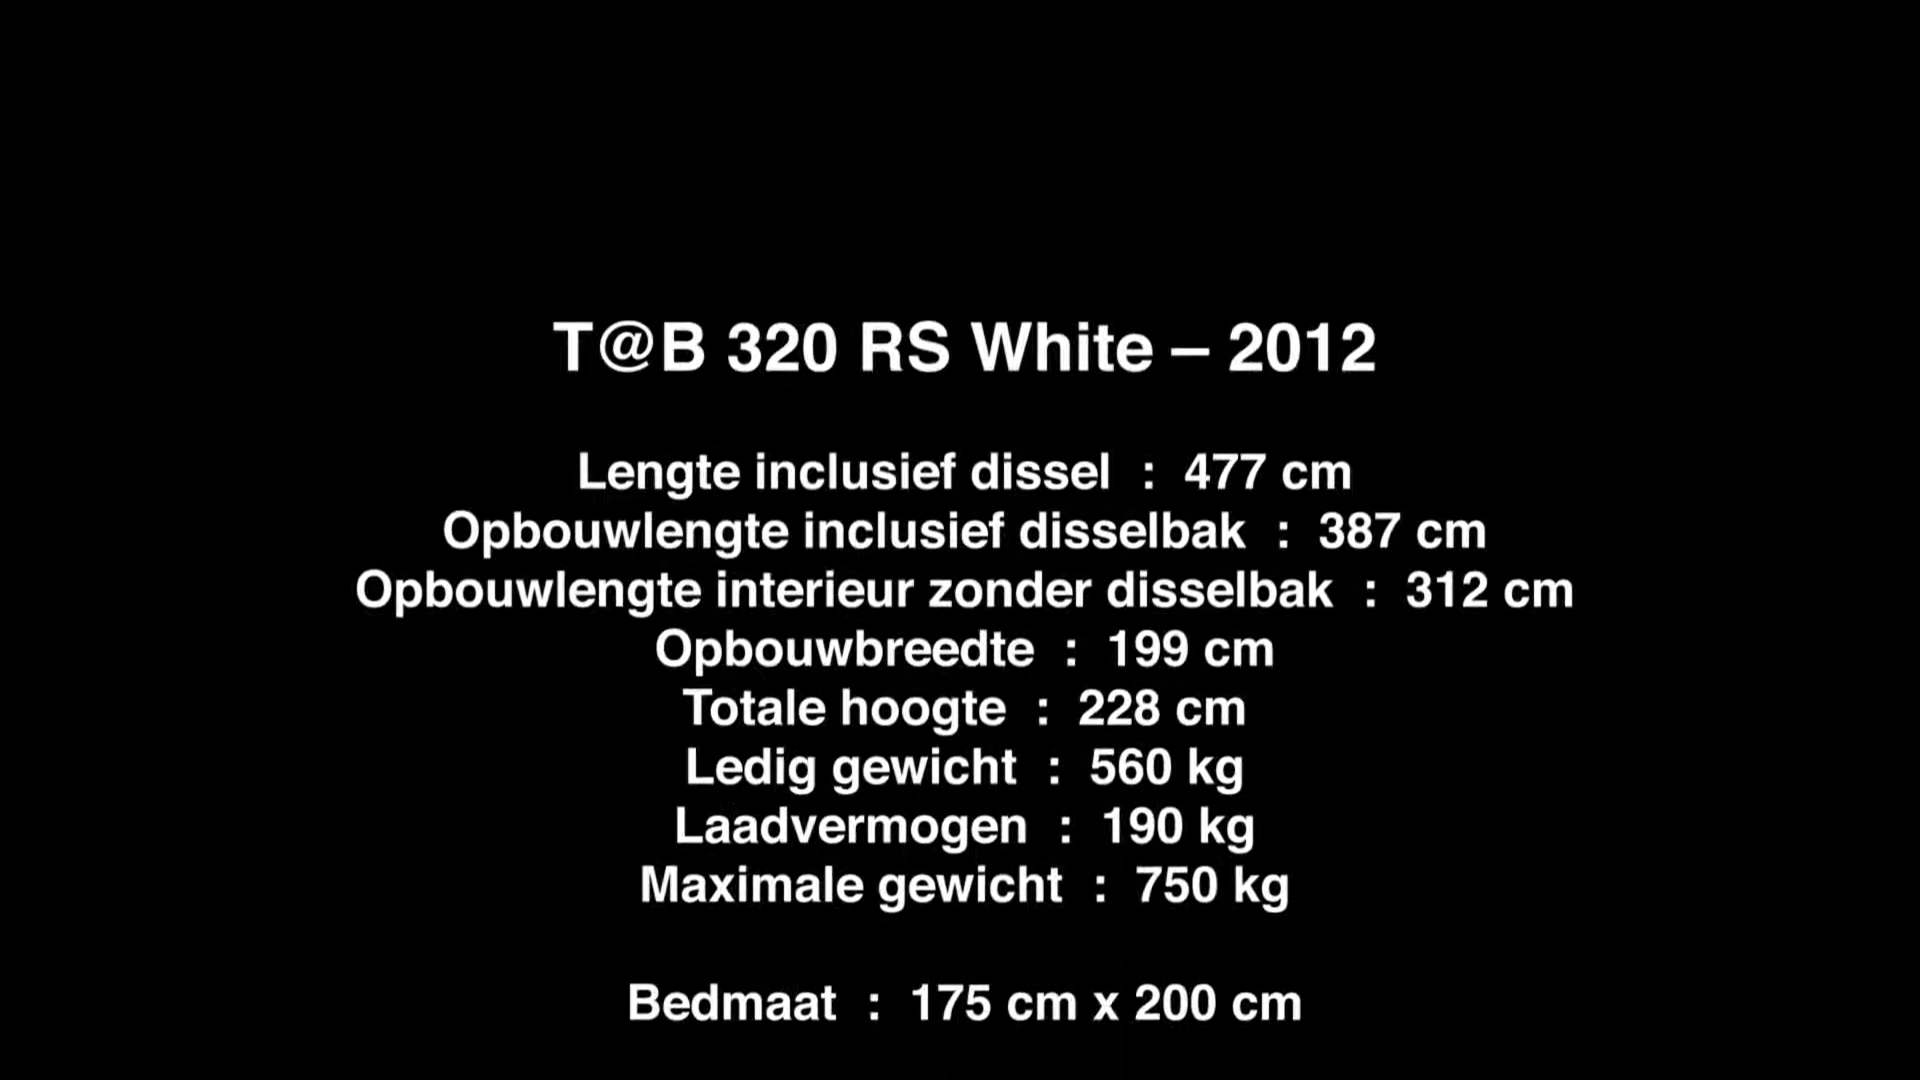 T@B 320 RS White – 2012
Lengte inclusief dissel : 477 cm
Opbouwlengte inclusief disselbak : 387 cm
Opbouwlengte interieur zonder disselbak : 312 cm
Opbouwbreedte : 199 cm
Totale hoogte : 228 cm
Ledig gewicht : 560 kg
Laadvermogen : 190 kg
Maximale gewicht : 750 kg
Bedmaat : 175 cm x 200 cm